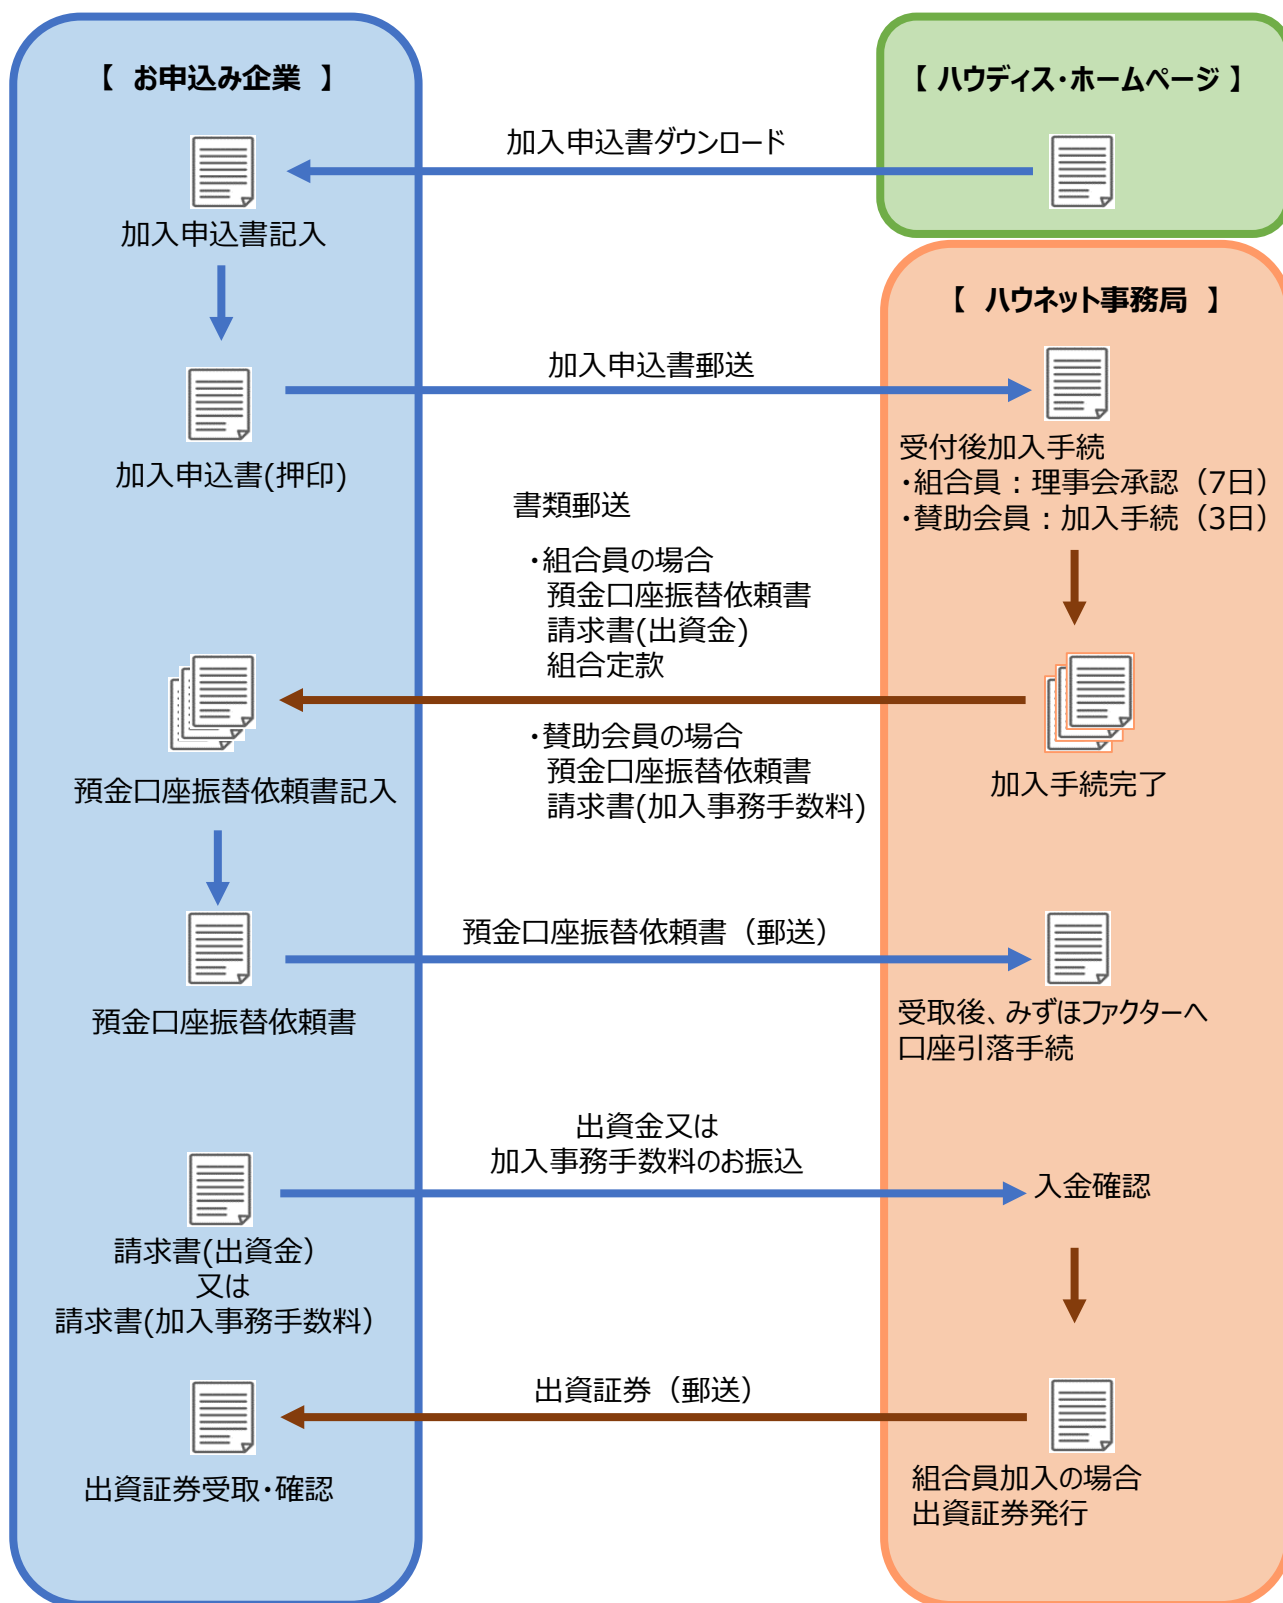 【 お申込み企業 】
【 ハウディス・ホームページ 】
加入申込書ダウンロード
加入申込書記入
【 ハウネット事務局 】
加入申込書郵送
加入申込書(押印)
受付後加入手続
・組合員：理事会承認（7日）
・賛助会員：加入手続（3日）
書類郵送
・組合員の場合
預金口座振替依頼書
請求書(出資金)
組合定款
・賛助会員の場合
預金口座振替依頼書
請求書(加入事務手数料)
預金口座振替依頼書記入
加入手続完了
預金口座振替依頼書（郵送）
預金口座振替依頼書
受取後、みずほファクターへ
口座引落手続
出資金又は
加入事務手数料のお振込
入金確認
請求書(出資金）
又は
請求書(加入事務手数料）
出資証券（郵送）
出資証券受取・確認
組合員加入の場合
出資証券発行